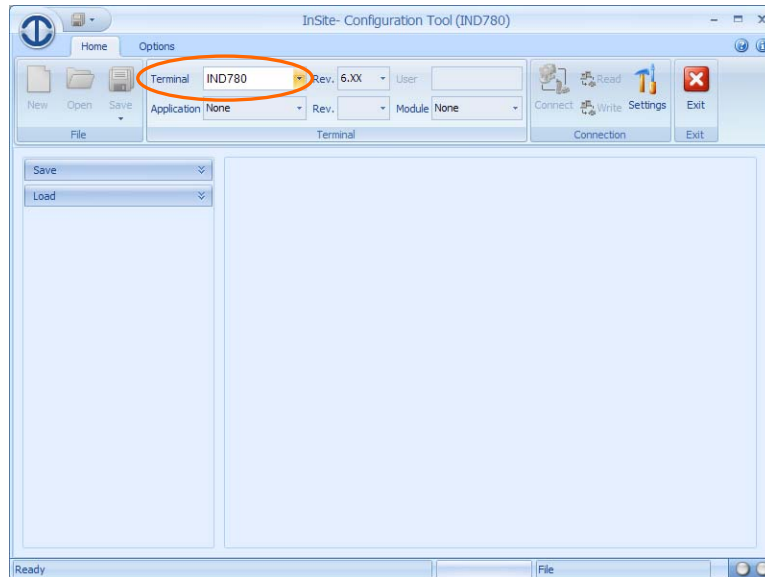 InSite- Configuration Tool (IND780)
Home Options
Terminal IND780 Rev. 6.XX User
Application None Rev. Module None
New Open Save
Connect Read Write Settings Exit
File Terminal Connection Exit
Save
Load
Ready File